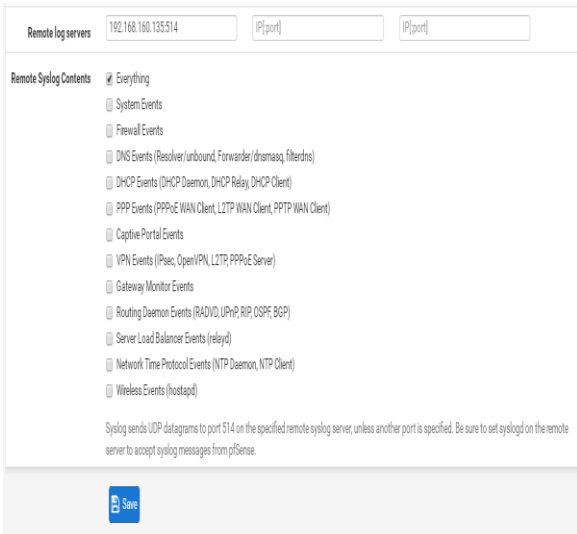 Remote log servers 192.168.160.135:514 IP[:port] IP[:port]
Remote Syslog Contents Everything
System Events
Firewall Events
DNS Events (Resolver/unbound, Forwarder/dnsmasq, filterdns)
DHCP Events (DHCP Daemon, DHCP Relay, DHCP Client)
PPP Events (PPPoE WAN Client, L2TP WAN Client, PPTP WAN Client)
Captive Portal Events
VPN Events (IPsec, OpenVPN, L2TP, PPPoE Server)
Gateway Monitor Events
Routing Daemon Events (RADVD, UPnP, RIP, OSPF, BGP)
Server Load Balancer Events (relayd)
Network Time Protocol Events (NTP Daemon, NTP Client)
Wireless Events (hostapd)
Syslog sends UDP datagrams to port 514 on the specified remote syslog server, unless another port is specified. Be sure to set syslogd on the remote
server to accept syslog messages from pfSense.
Save